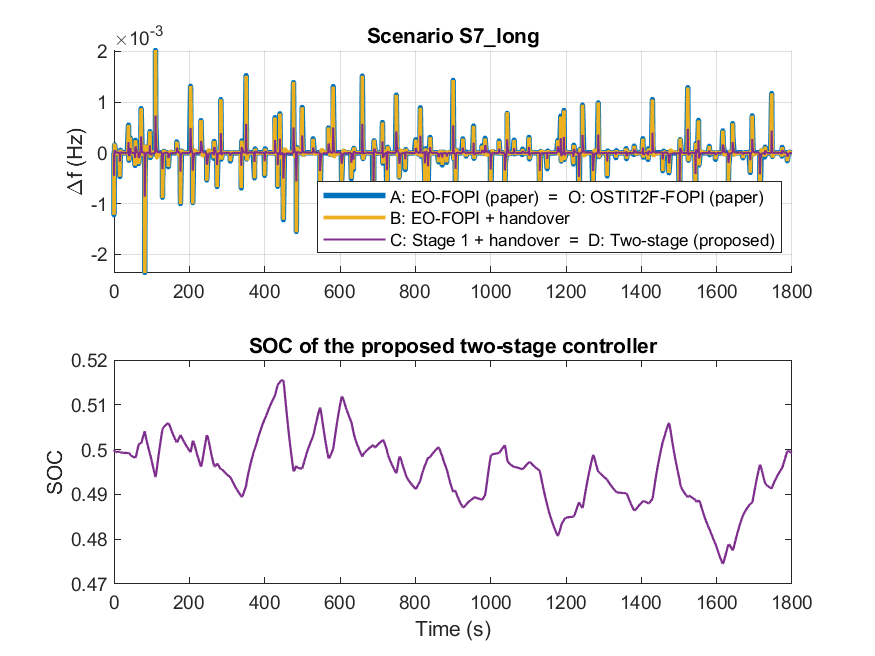 Scenario S7_long
×10⁻³
2
1
0
-1
-2
Δf (Hz)
A: EO-FOPI (paper) = O: OSTIT2F-FOPI (paper)
B: EO-FOPI + handover
C: Stage 1 + handover = D: Two-stage (proposed)
0 200 400 600 800 1000 1200 1400 1600 1800
SOC of the proposed two-stage controller
0.52
0.51
0.5
0.49
0.48
0.47
SOC
0 200 400 600 800 1000 1200 1400 1600 1800
Time (s)